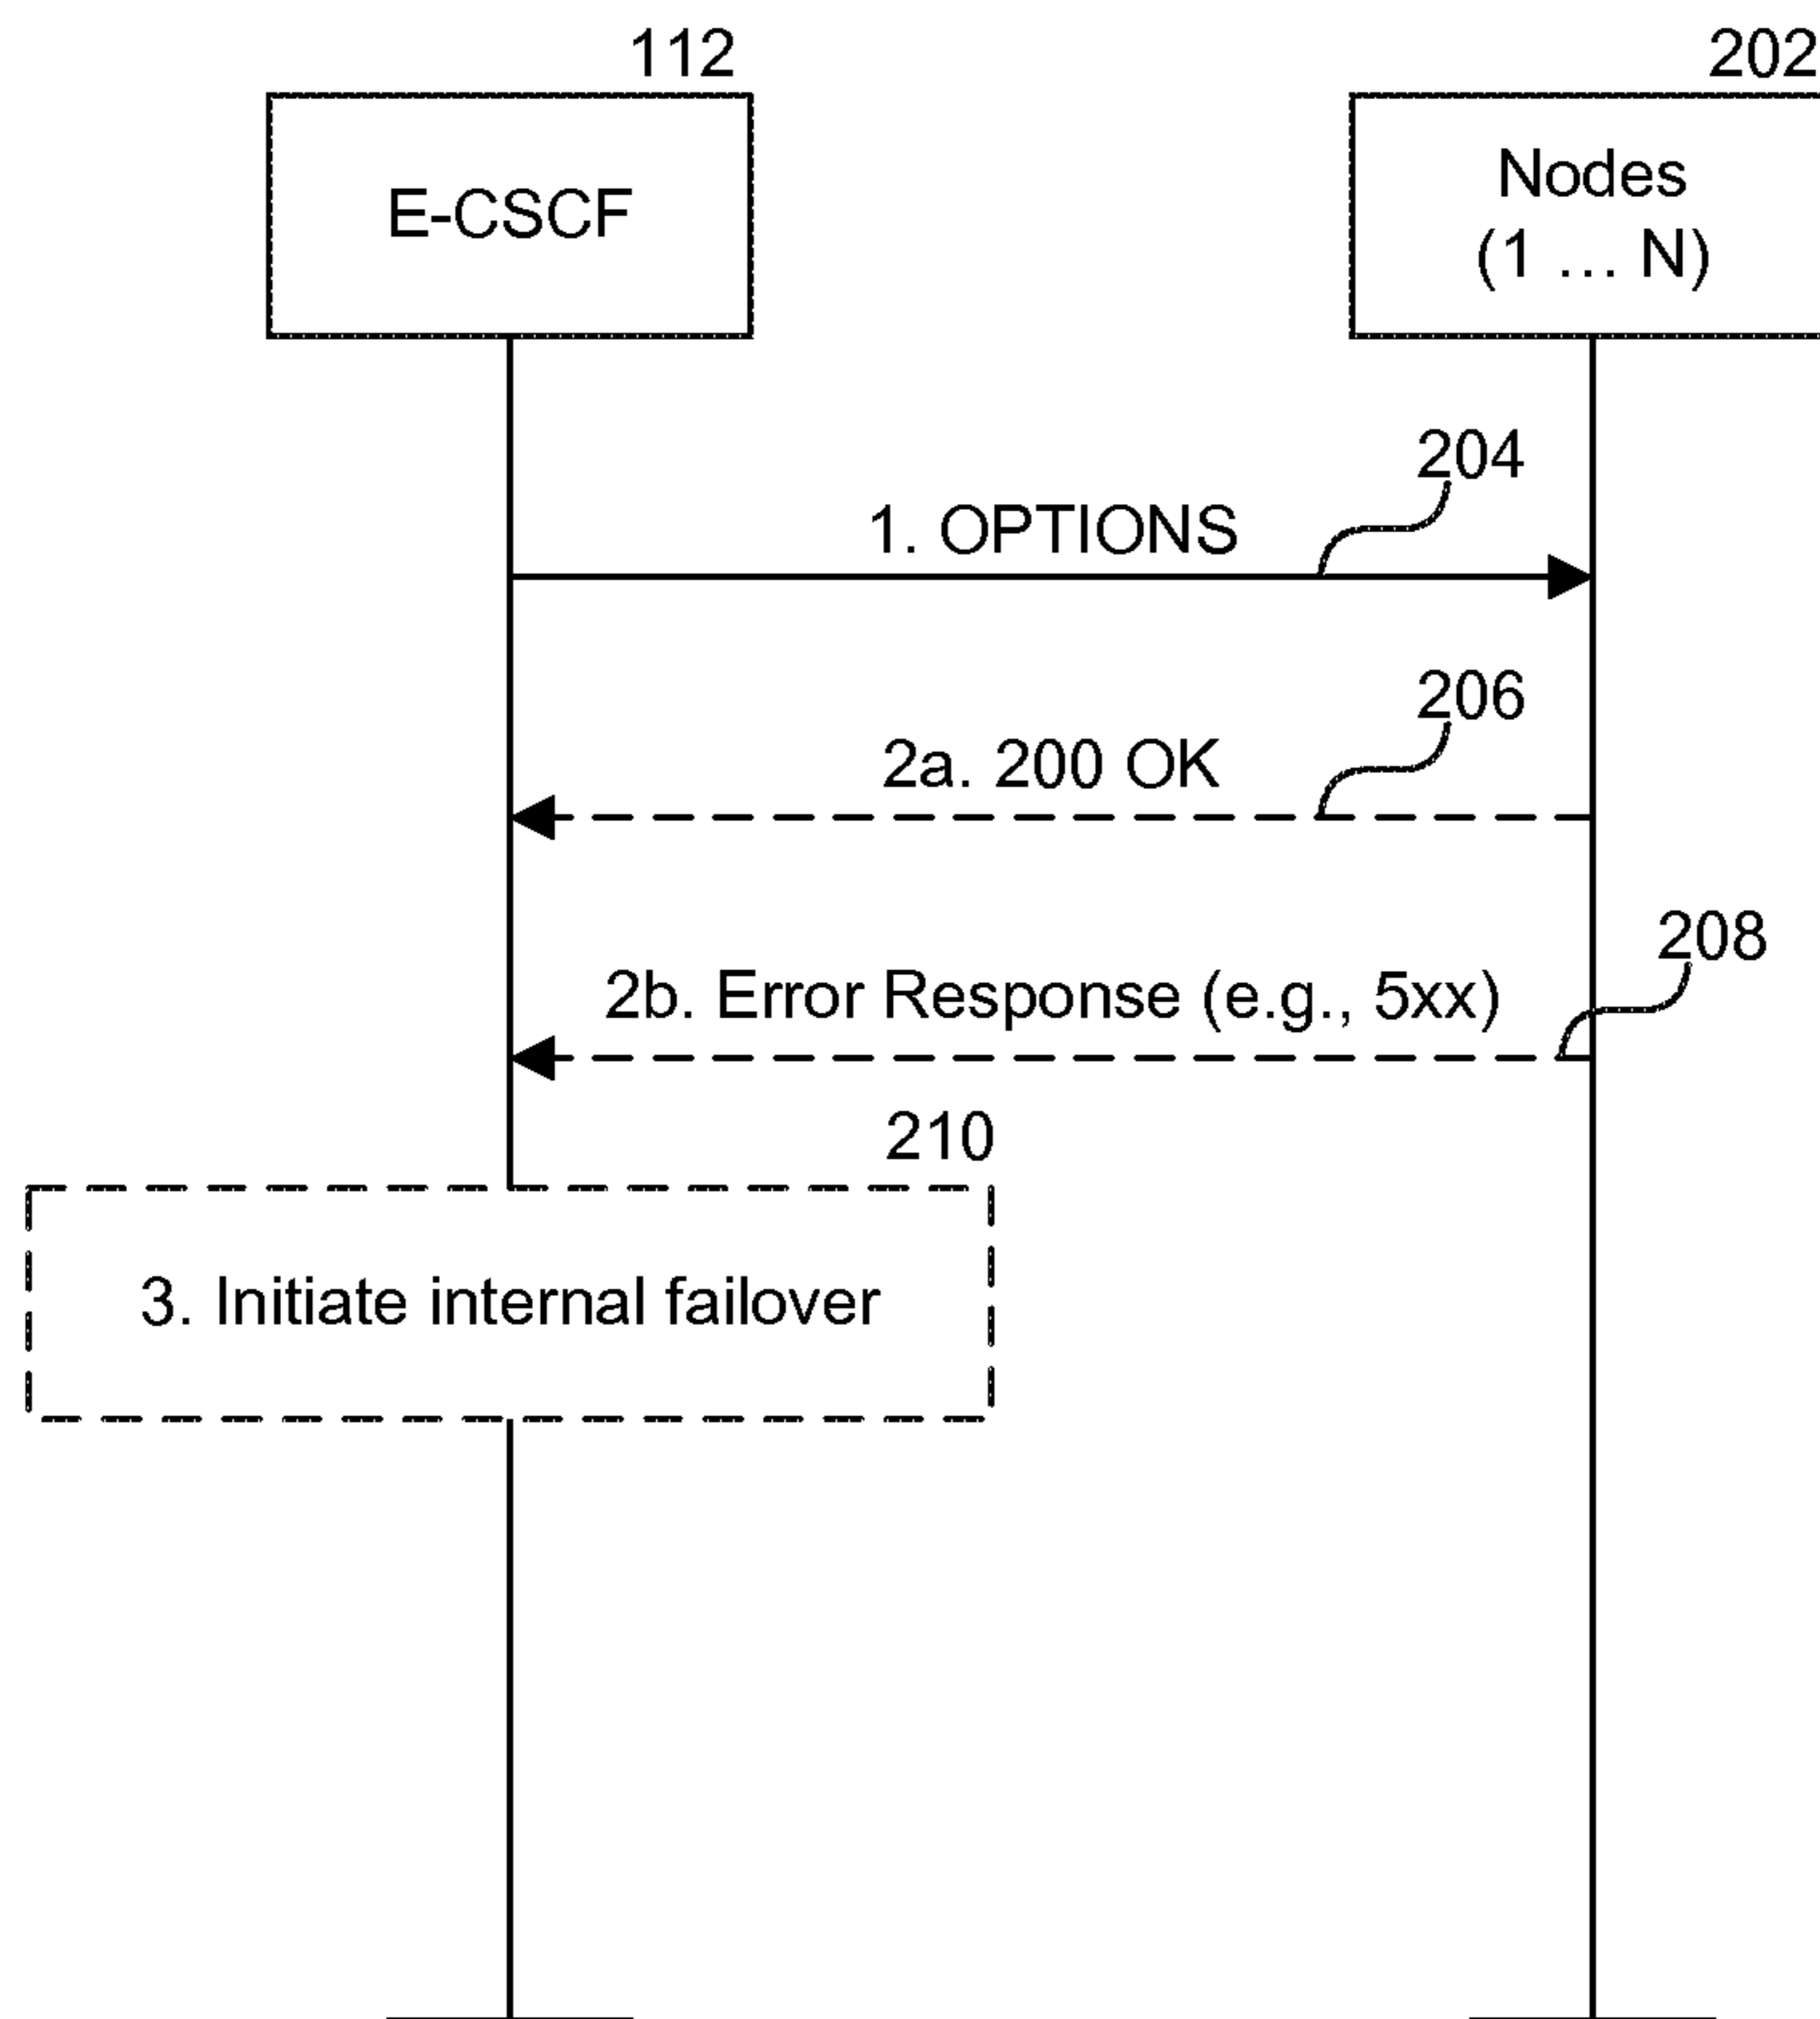 112
202
E-CSCF
Nodes
(1 ... N)
204
1. OPTIONS
206
2a. 200 OK
208
2b. Error Response (e.g., 5xx)
210
3. Initiate internal failover